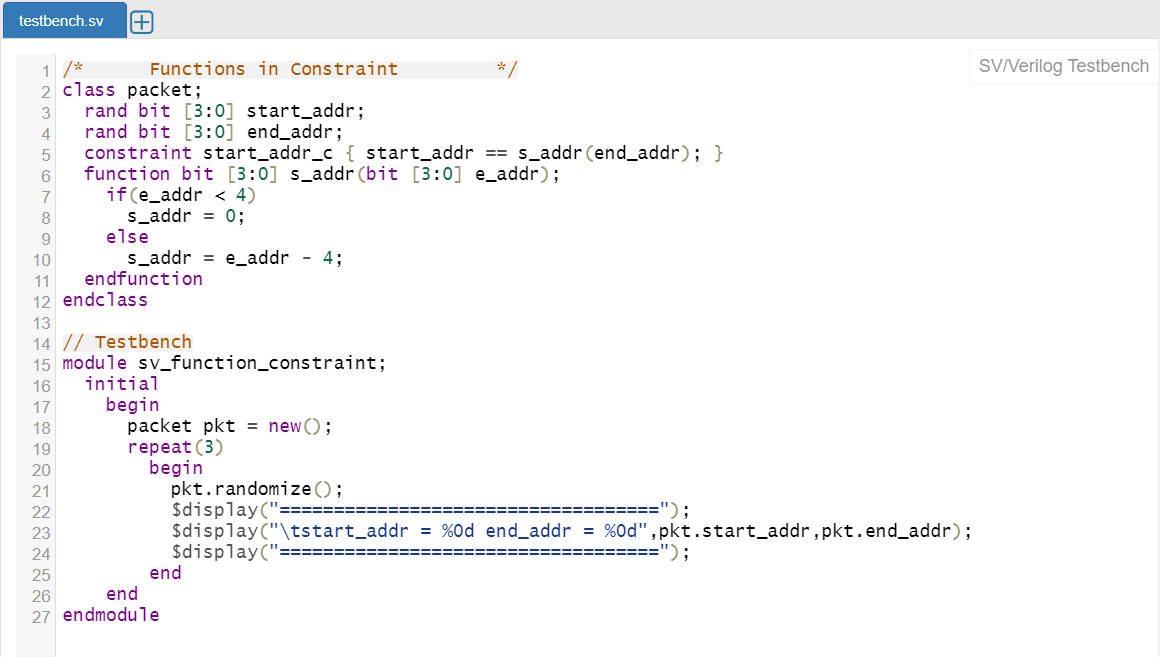 testbench.sv
SV/Verilog Testbench
1 /*      Functions in Constraint         */
2 class packet;
3   rand bit [3:0] start_addr;
4   rand bit [3:0] end_addr;
5   constraint start_addr_c { start_addr == s_addr(end_addr); }
6   function bit [3:0] s_addr(bit [3:0] e_addr);
7     if(e_addr < 4)
8       s_addr = 0;
9     else
10       s_addr = e_addr - 4;
11   endfunction
12 endclass
13
14 // Testbench
15 module sv_function_constraint;
16   initial
17     begin
18       packet pkt = new();
19       repeat(3)
20         begin
21           pkt.randomize();
22           $display("===================================");
23           $display("\tstart_addr = %0d end_addr = %0d",pkt.start_addr,pkt.end_addr);
24           $display("===================================");
25         end
26     end
27 endmodule